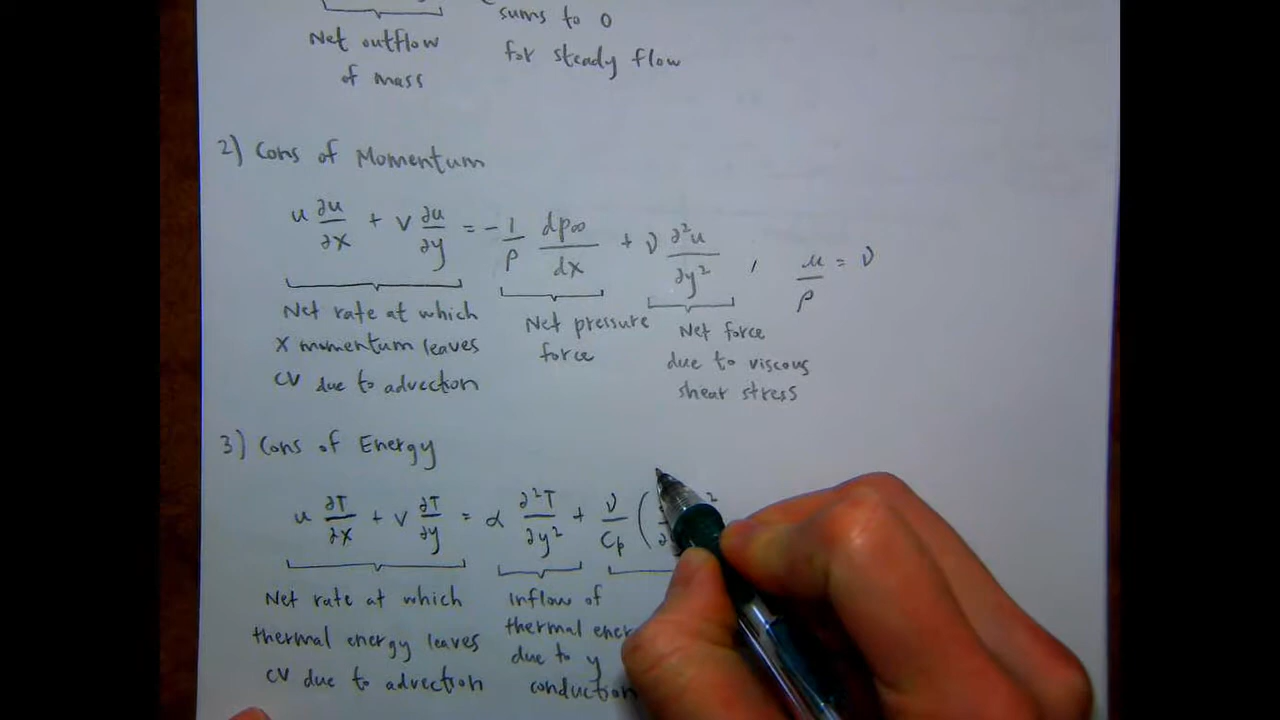 Net outflow
of mass
sums to 0
for steady flow
2) Cons of Momentum
u ∂u/∂x + v ∂u/∂y = - 1/ρ dp∞/dx + ν ∂²u/∂y² , μ/ρ = ν
Net rate at which
x momentum leaves
CV due to advection
Net pressure
force
Net force
due to viscous
shear stress
3) Cons of Energy
u ∂T/∂x + v ∂T/∂y = α ∂²T/∂y² + ν/Cp ( 2
Net rate at which
thermal energy leaves
CV due to advection
Inflow of
thermal
due to y
conduction